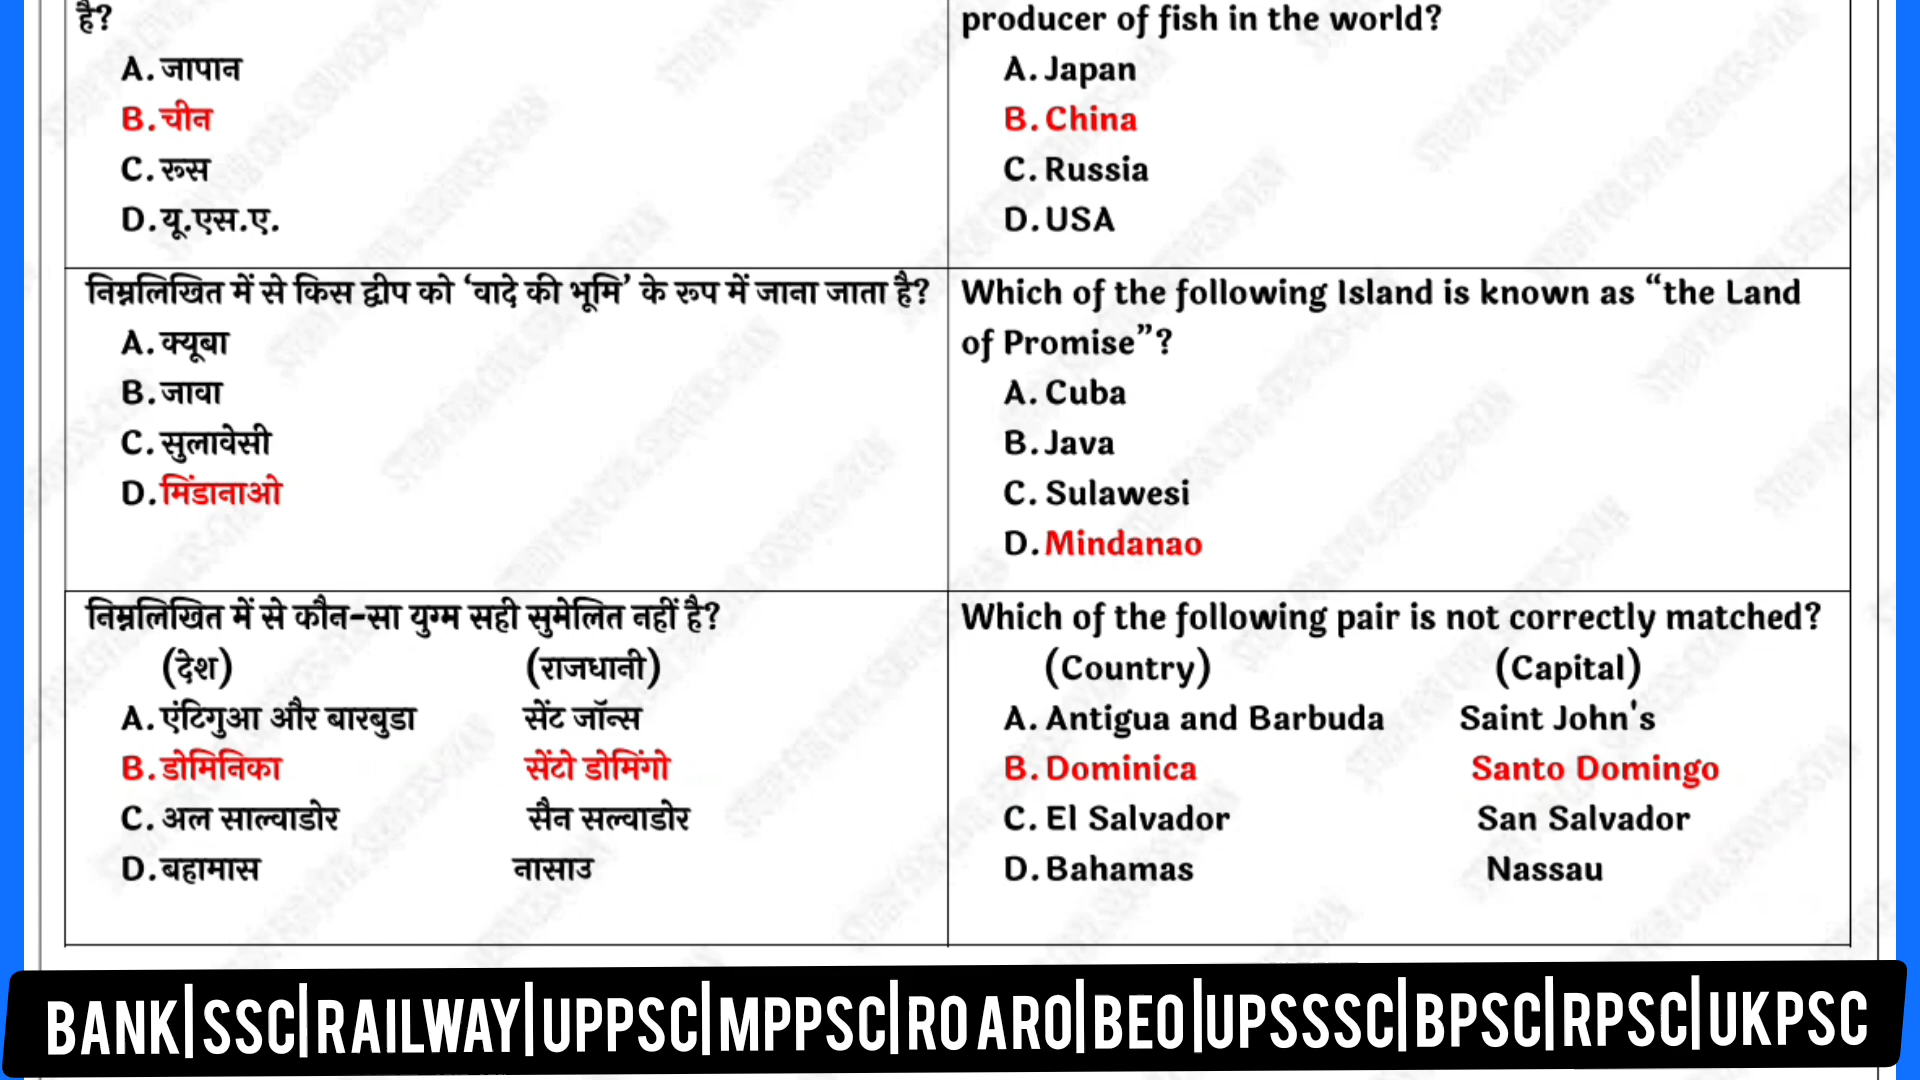 है?
A. जापान
B. चीन
C. रूस
D. यू.एस.ए.
producer of fish in the world?
A. Japan
B. China
C. Russia
D. USA
निम्नलिखित में से किस द्वीप को ‘वादे की भूमि’ के रूप में जाना जाता है?
A. क्यूबा
B. जावा
C. सुलावेसी
D. मिंडानाओ
Which of the following Island is known as “the Land
of Promise”?
A. Cuba
B. Java
C. Sulawesi
D. Mindanao
निम्नलिखित में से कौन-सा युग्म सही सुमेलित नहीं है?
(देश) (राजधानी)
A. एंटिगुआ और बारबुडा सेंट जॉन्स
B. डोमिनिका सेंटो डोमिंगो
C. अल साल्वाडोर सैन सल्वाडोर
D. बहामास नासाउ
Which of the following pair is not correctly matched?
(Country) (Capital)
A. Antigua and Barbuda Saint John's
B. Dominica Santo Domingo
C. El Salvador San Salvador
D. Bahamas Nassau
BANK|SSC|RAILWAY|UPPSC|MPPSC|RO ARO|BEO|UPSSSC|BPSC|RPSC|UKPSC